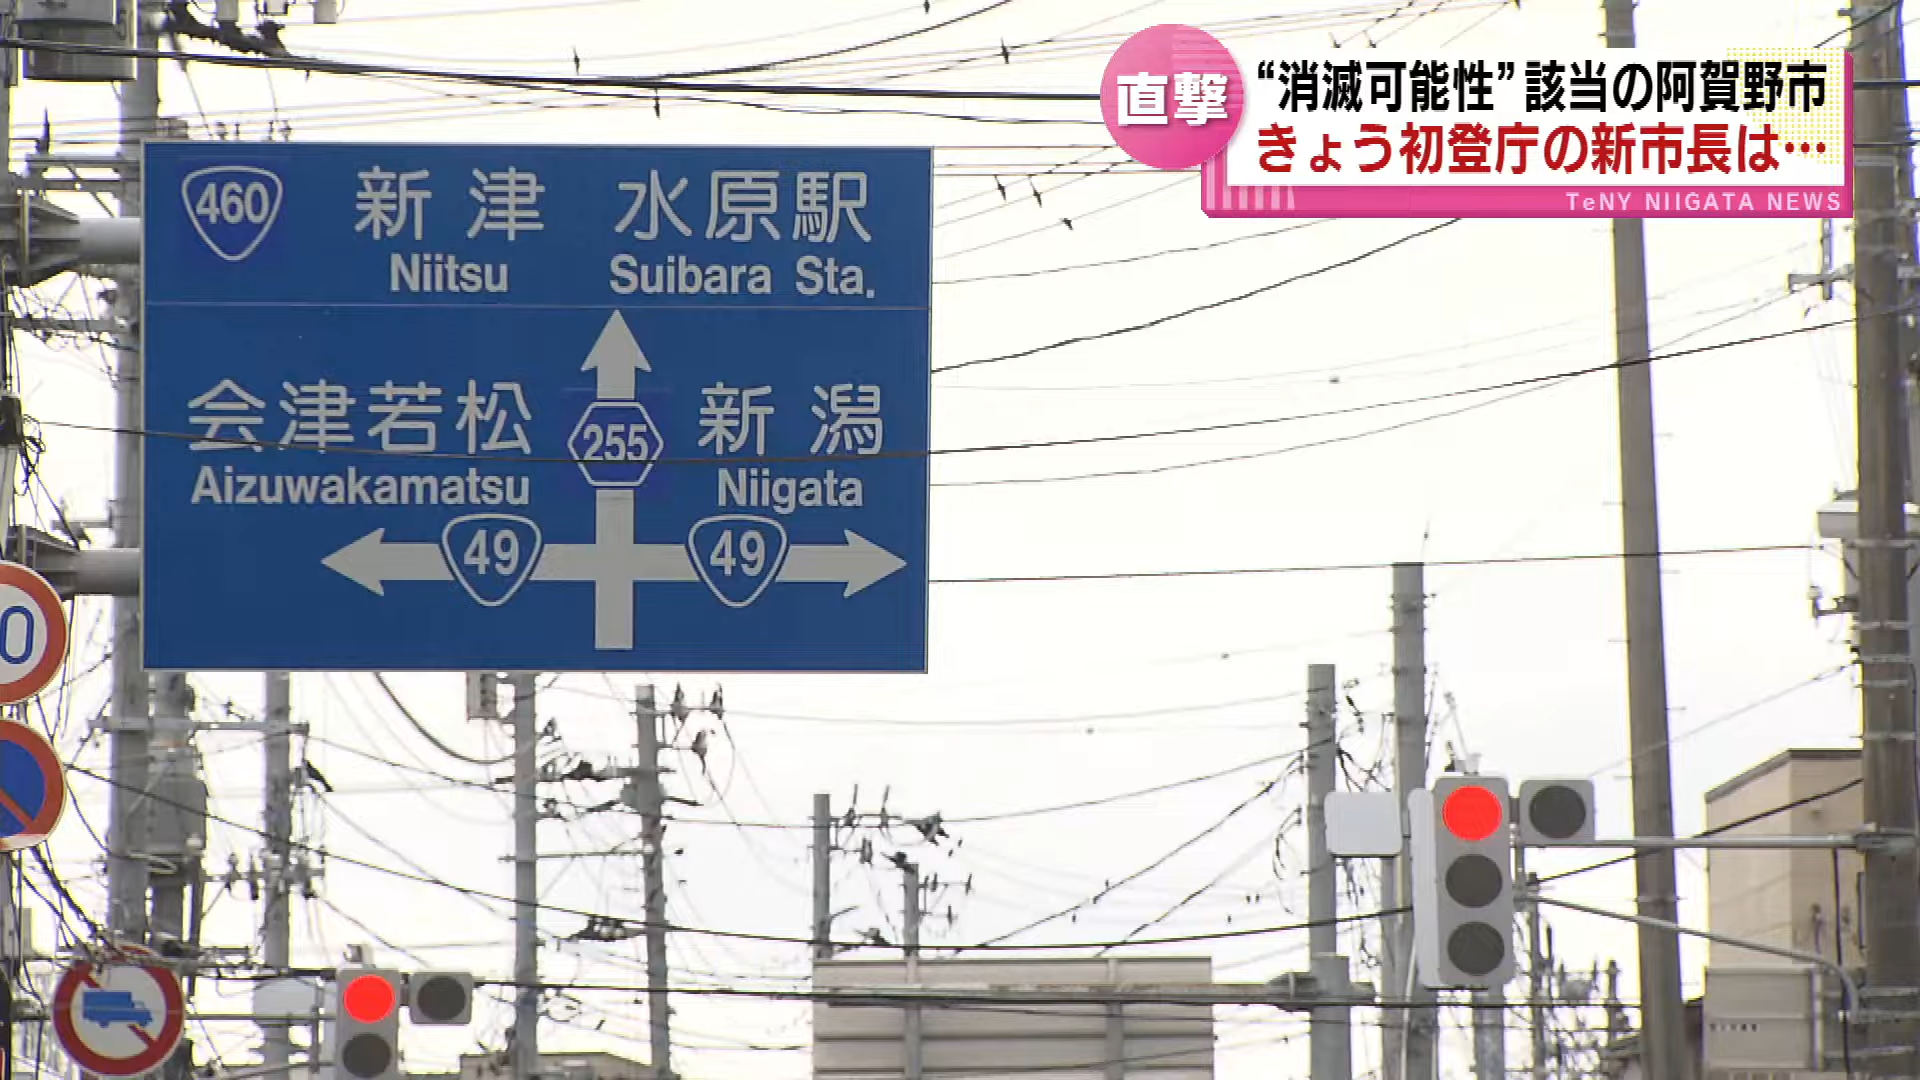 直撃
“消滅可能性”該当の阿賀野市
きょう初登庁の新市長は…
TeNY NIIGATA NEWS
460
新津 水原駅
Niitsu Suibara Sta.
会津若松 255 新潟
Aizuwakamatsu Niigata
49 49
0